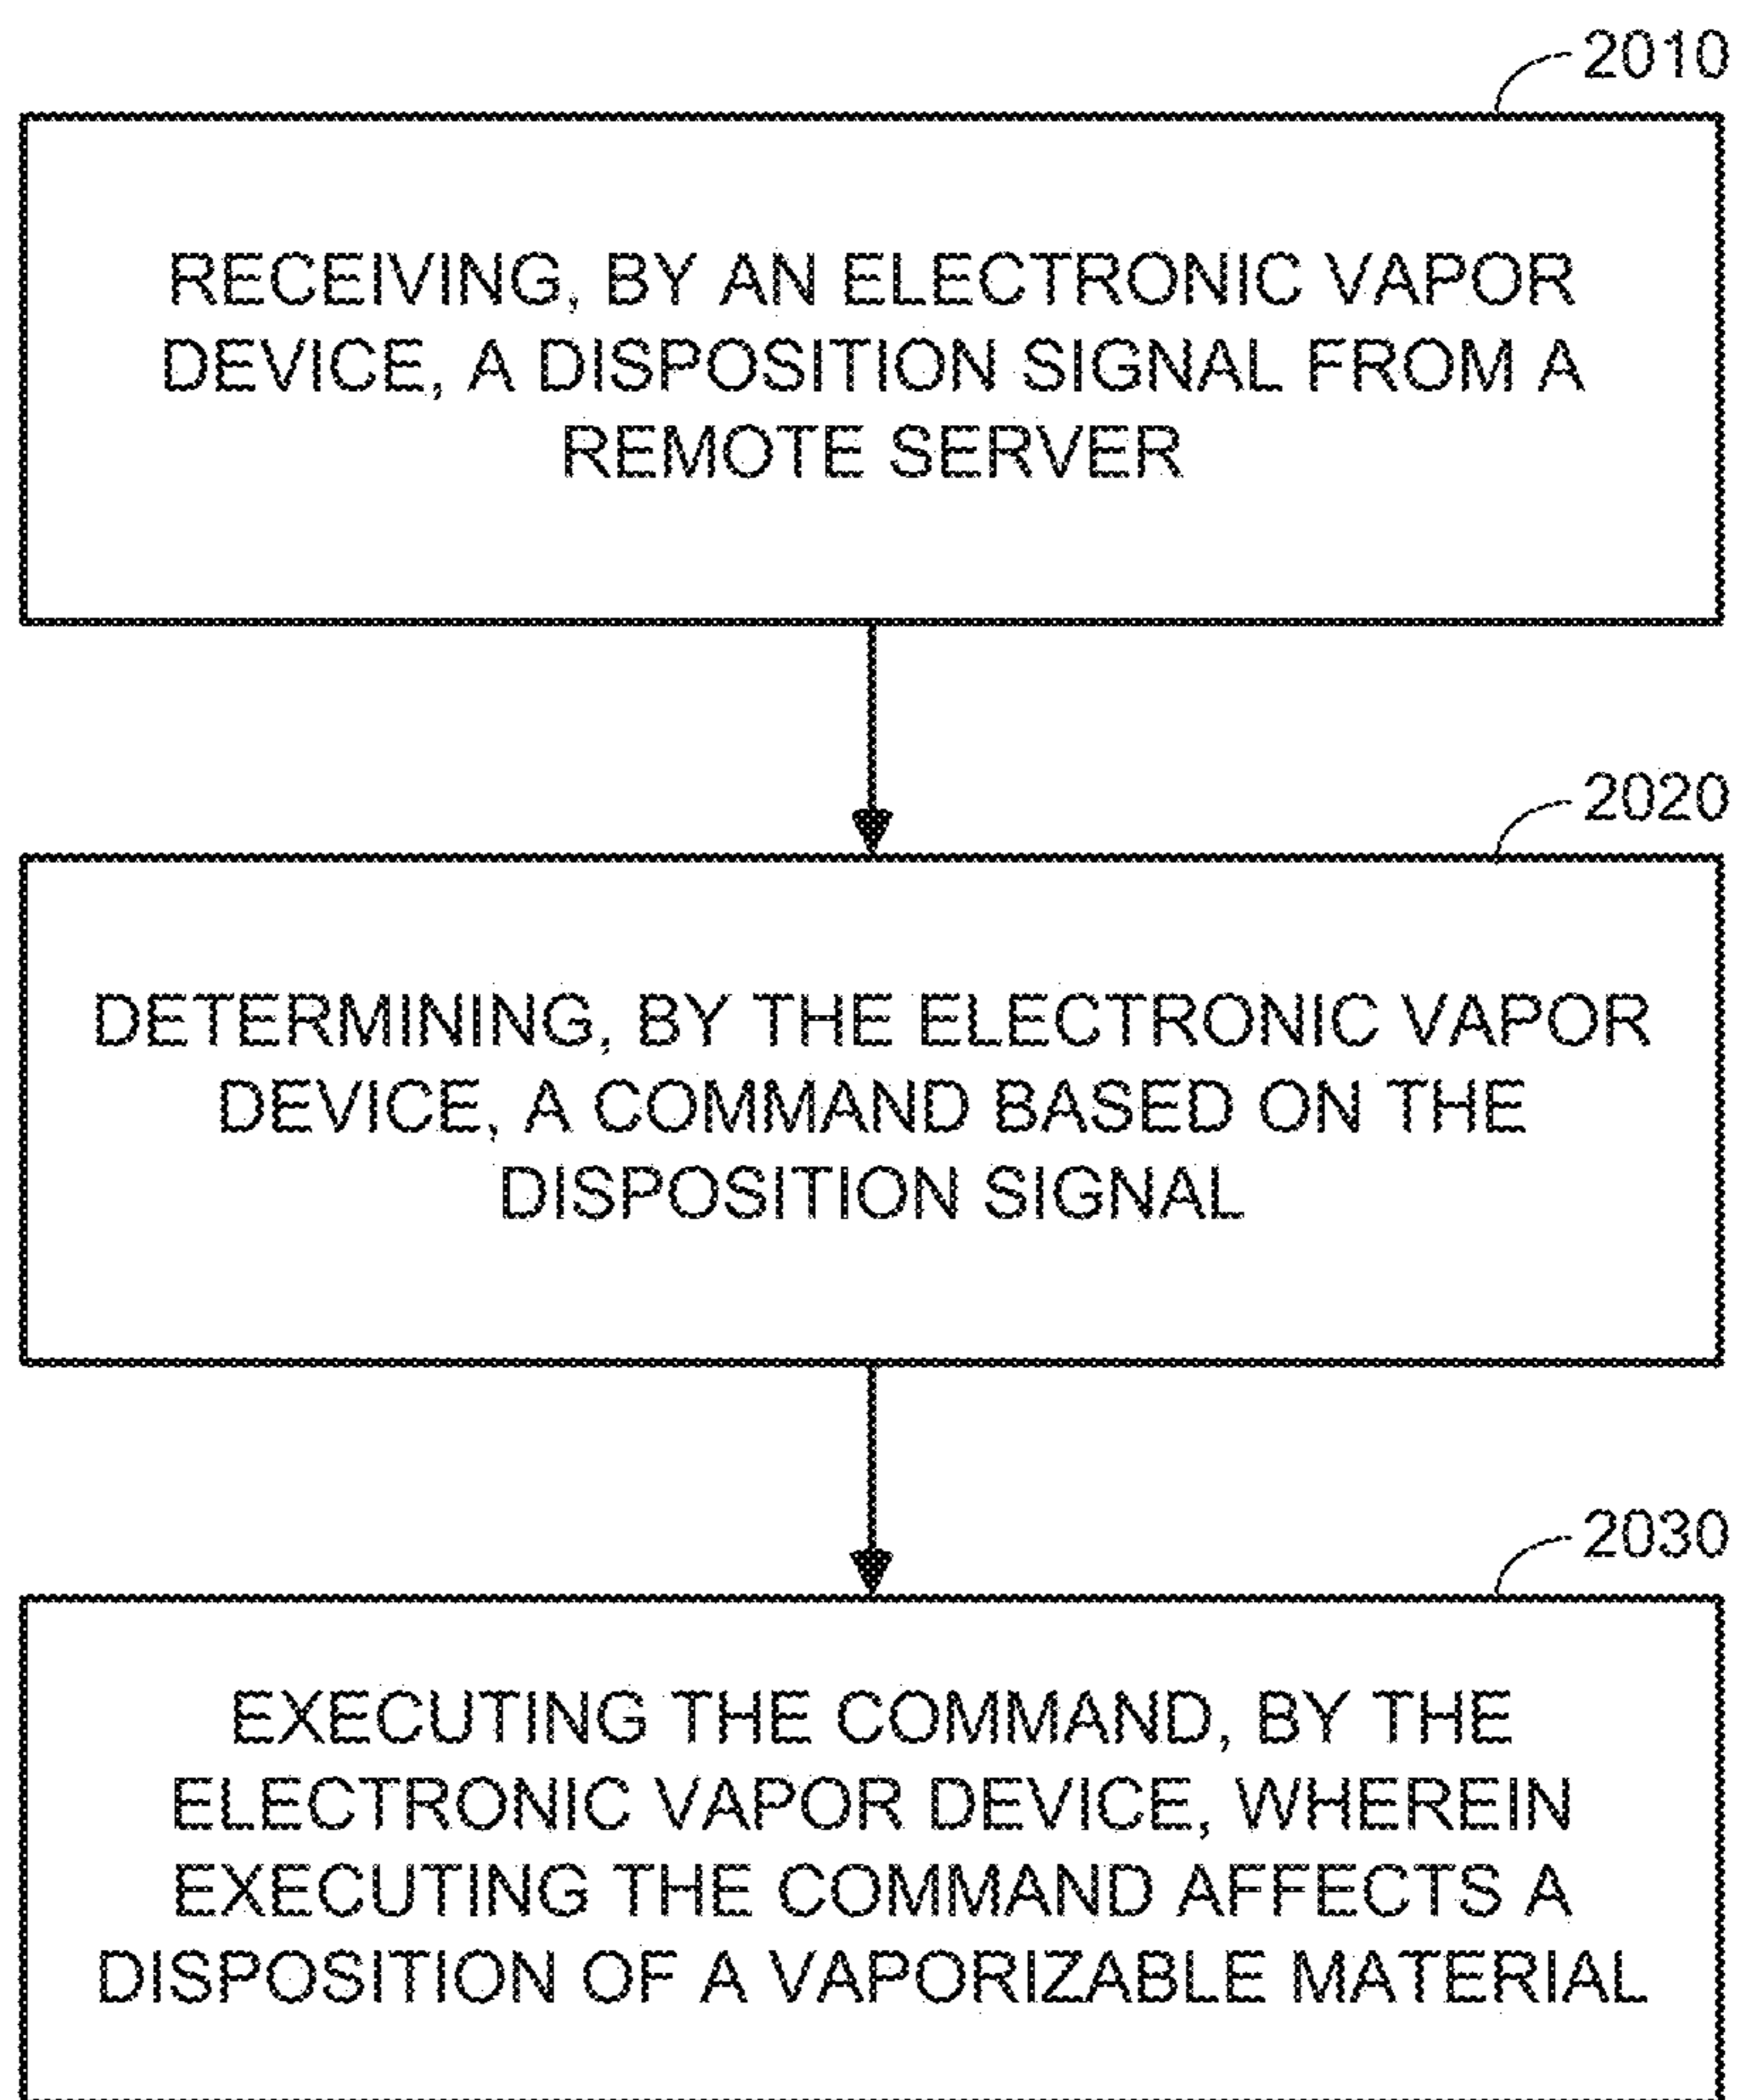 2010
RECEIVING, BY AN ELECTRONIC VAPOR
DEVICE, A DISPOSITION SIGNAL FROM A
REMOTE SERVER
2020
DETERMINING, BY THE ELECTRONIC VAPOR
DEVICE, A COMMAND BASED ON THE
DISPOSITION SIGNAL
2030
EXECUTING THE COMMAND, BY THE
ELECTRONIC VAPOR DEVICE, WHEREIN
EXECUTING THE COMMAND AFFECTS A
DISPOSITION OF A VAPORIZABLE MATERIAL